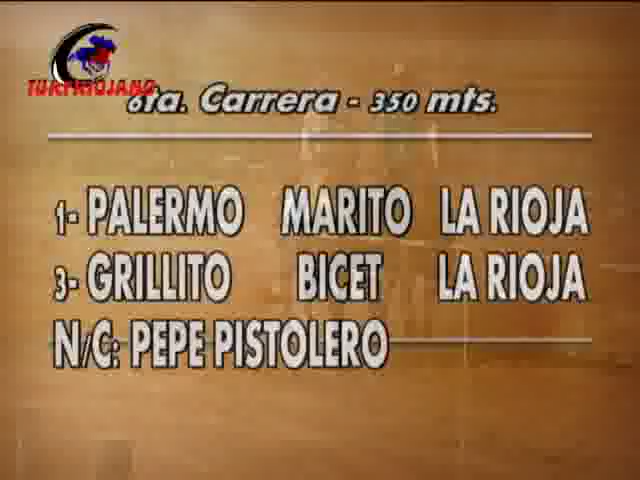 TURFRIOJANO
6ta. Carrera - 350 mts.
1- PALERMO MARITO LA RIOJA
3- GRILLITO BICET LA RIOJA
N/C: PEPE PISTOLERO